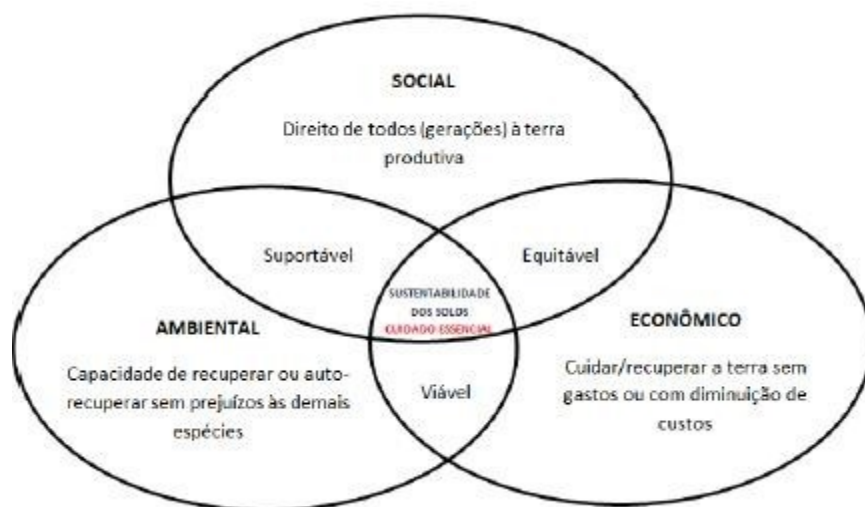 SOCIAL
Direito de todos (gerações) à terra
produtiva
Suportável
Equitável
SUSTENTABILIDADE
DOS SOLOS
CUIDADO ESSENCIAL
AMBIENTAL
Capacidade de recuperar ou auto-
recuperar sem prejuízos às demais
espécies
Viável
ECONÔMICO
Cuidar/recuperar a terra sem
gastos ou com diminuição de
custos